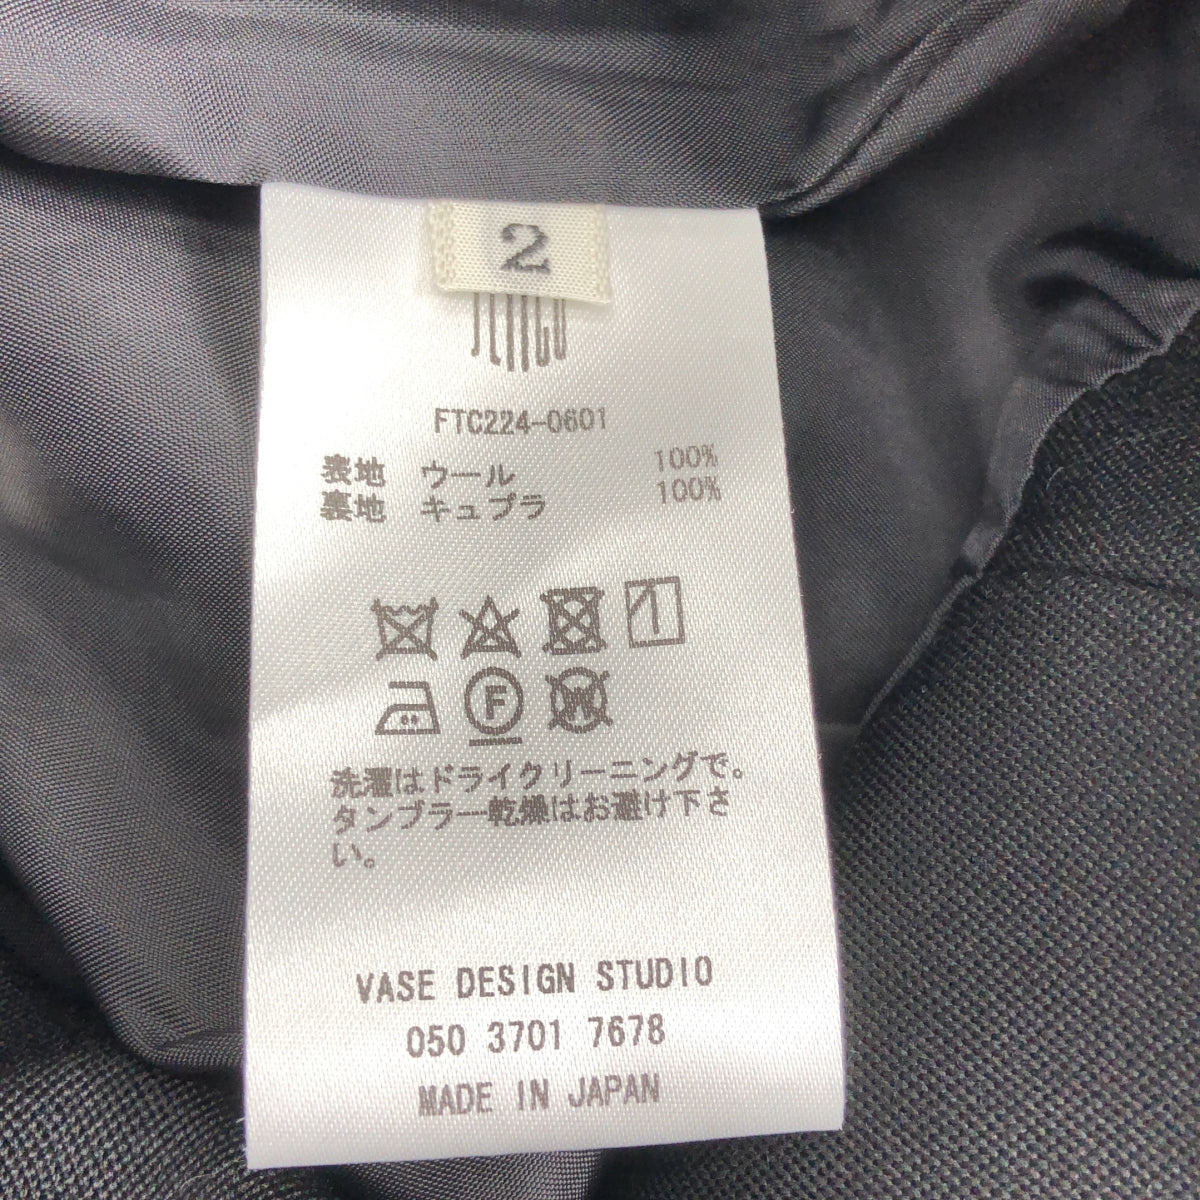 2
FTC224-0601
表地 ウール 100%
裏地 キュプラ 100%
F
W
洗濯はドライクリーニングで。
タンブラー乾燥はお避け下さ
い。
VASE DESIGN STUDIO
050 3701 7678
MADE IN JAPAN